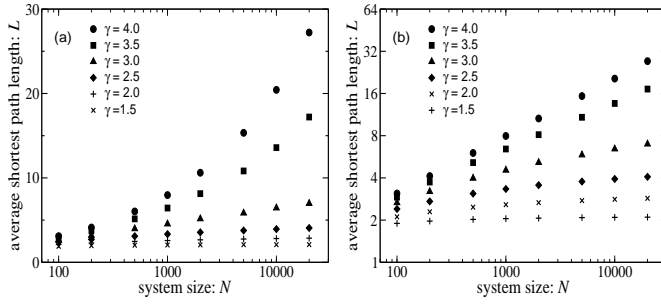 (a)
γ = 4.0
γ = 3.5
γ = 3.0
γ = 2.5
γ = 2.0
γ =1.5
average shortest path length: L
0
10
20
30
100
1000
10000
system size: N
(b)
γ = 4.0
γ = 3.5
γ = 3.0
γ = 2.5
γ = 2.0
γ = 1.5
average shortest path length: L
1
2
4
8
16
32
64
100
1000
10000
system size: N